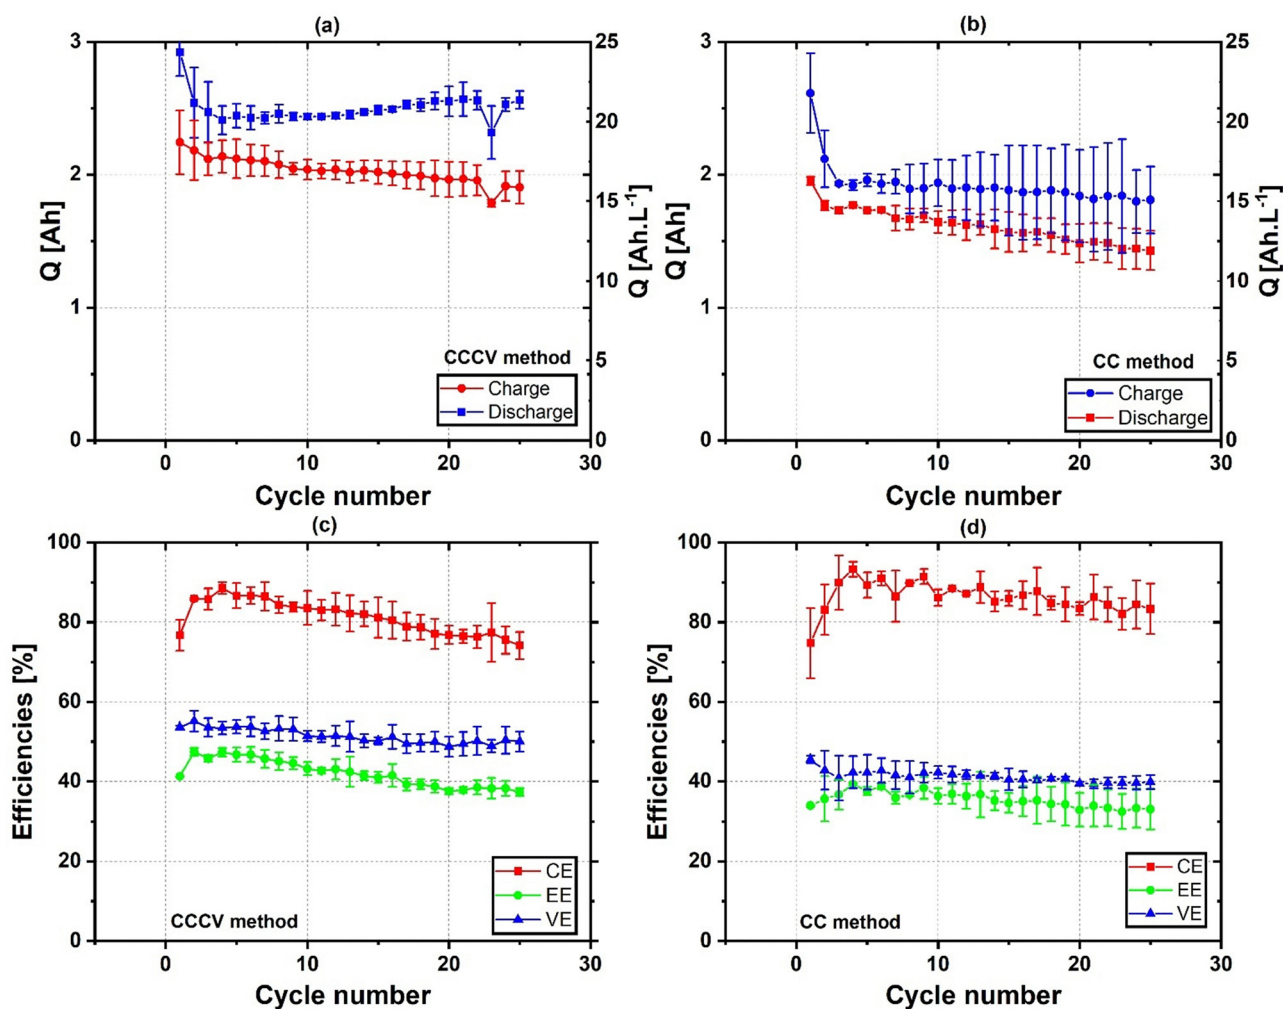 (a)
3
2
1
0
Q [Ah]
25
20
15
10
5
0
Q [Ah.L⁻¹]
CCCV method
Charge
Discharge
0
10
20
30
Cycle number
(b)
3
2
1
0
Q [Ah]
25
20
15
10
5
0
Q [Ah.L⁻¹]
CC method
Charge
Discharge
0
10
20
30
Cycle number
(c)
100
80
60
40
20
0
Efficiencies [%]
CE
EE
VE
CCCV method
0
10
20
30
Cycle number
(d)
100
80
60
40
20
0
Efficiencies [%]
CE
EE
VE
CC method
0
10
20
30
Cycle number